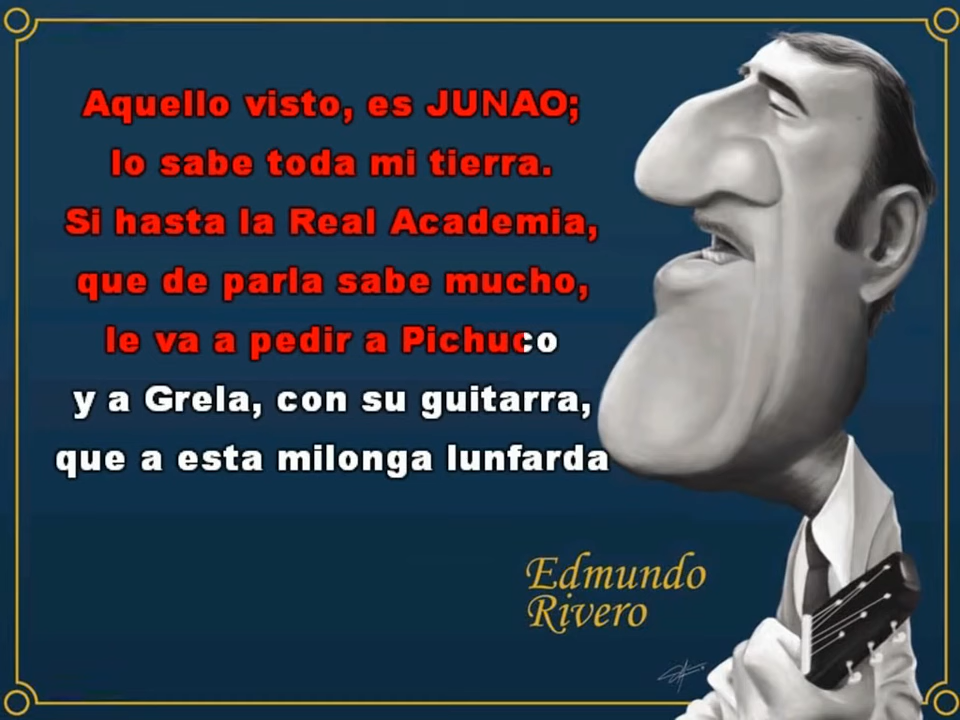 Aquello visto, es JUNAO;
lo sabe toda mi tierra.
Si hasta la Real Academia,
que de parla sabe mucho,
le va a pedir a Pichuco
y a Grela, con su guitarra,
que a esta milonga lunfarda
Edmundo
Rivero